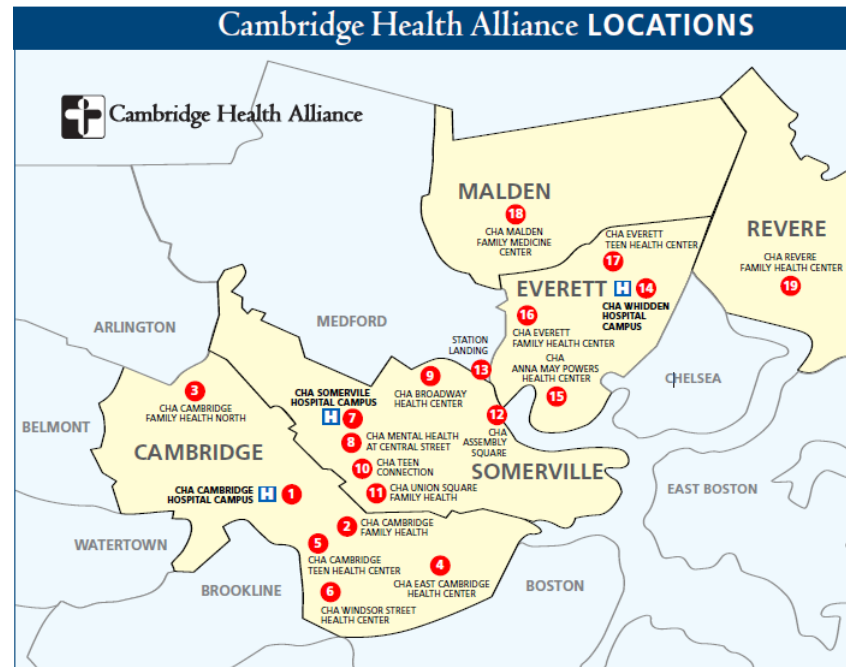 Cambridge Health Alliance LOCATIONS
Cambridge Health Alliance
MALDEN
18
CHA MALDEN
FAMILY MEDICINE
CENTER
CHA EVERETT
TEEN HEALTH CENTER
17
REVERE
CHA REVERE
FAMILY HEALTH CENTER
19
EVERETT
H
14
CHA WHIDDEN
HOSPITAL
CAMPUS
16
CHA EVERETT
FAMILY HEALTH CENTER
CHA
ANNA MAY POWERS
HEALTH CENTER
15
ARLINGTON
MEDFORD
STATION
LANDING
13
CHELSEA
3
CHA CAMBRIDGE
FAMILY HEALTH NORTH
9
CHA BROADWAY
HEALTH CENTER
CHA SOMERVILE
HOSPITAL CAMPUS
H
7
12
CHA
ASSEMBLY
SQUARE
BELMONT
CAMBRIDGE
8
CHA MENTAL HEALTH
AT CENTRAL STREET
10
CHA TEEN
CONNECTION
SOMERVILLE
11
CHA UNION SQUARE
FAMILY HEALTH
CHA CAMBRIDGE
HOSPITAL CAMPUS
H
1
EAST BOSTON
2
CHA CAMBRIDGE
FAMILY HEALTH
WATERTOWN
5
CHA CAMBRIDGE
TEEN HEALTH CENTER
4
CHA EAST CAMBRIDGE
HEALTH CENTER
BROOKLINE
6
CHA WINDSOR STREET
HEALTH CENTER
BOSTON